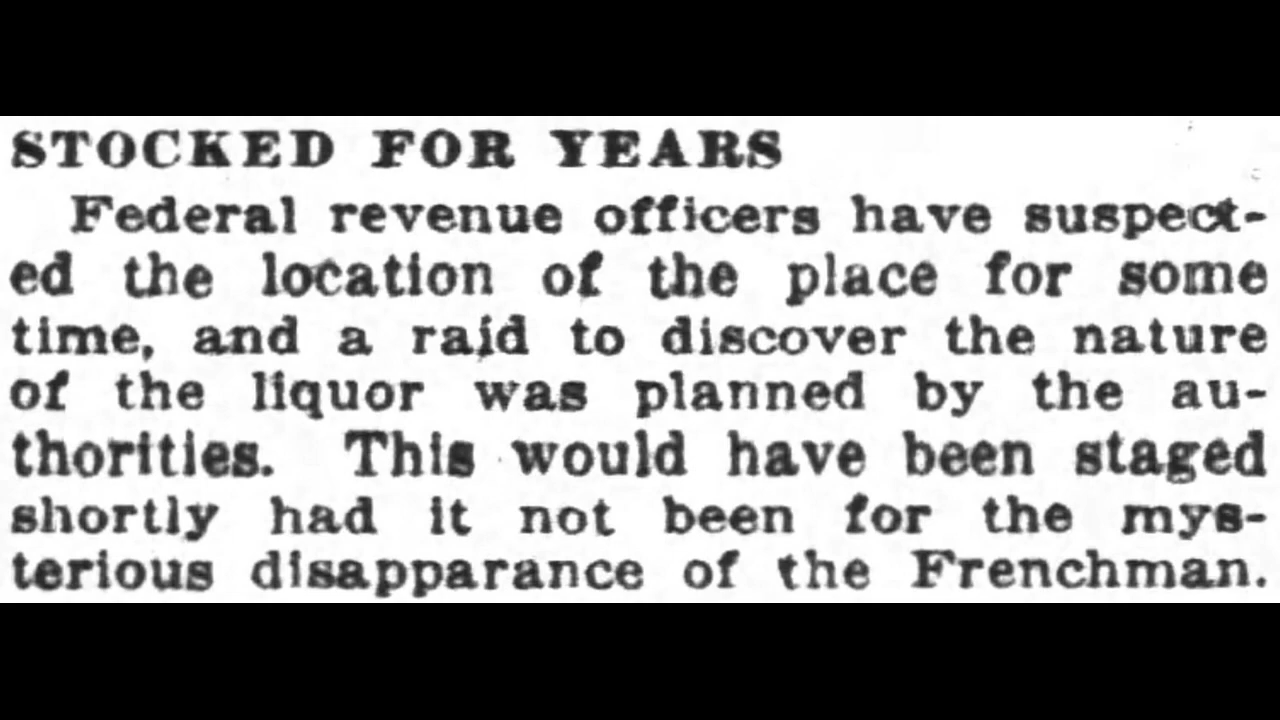 STOCKED FOR YEARS
Federal revenue officers have suspect-
ed the location of the place for some
time, and a raid to discover the nature
of the liquor was planned by the au-
thorities. This would have been staged
shortly had it not been for the mys-
terious disapparance of the Frenchman.